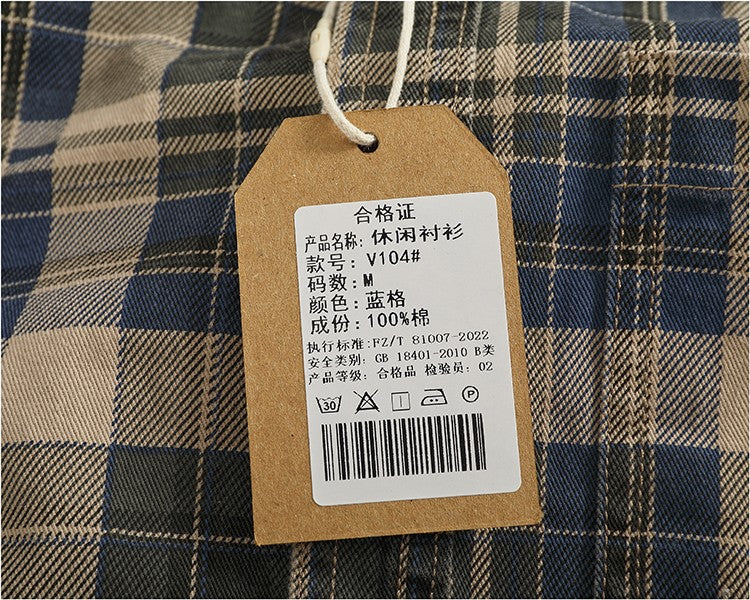 合格证
产品名称: 休闲衬衫
款号: V104#
码数: M
颜色: 蓝格
成份: 100%棉
执行标准:FZ/T 81007-2022
安全类别: GB 18401-2010 B类
产品等级: 合格品 检验员: 02
30 P